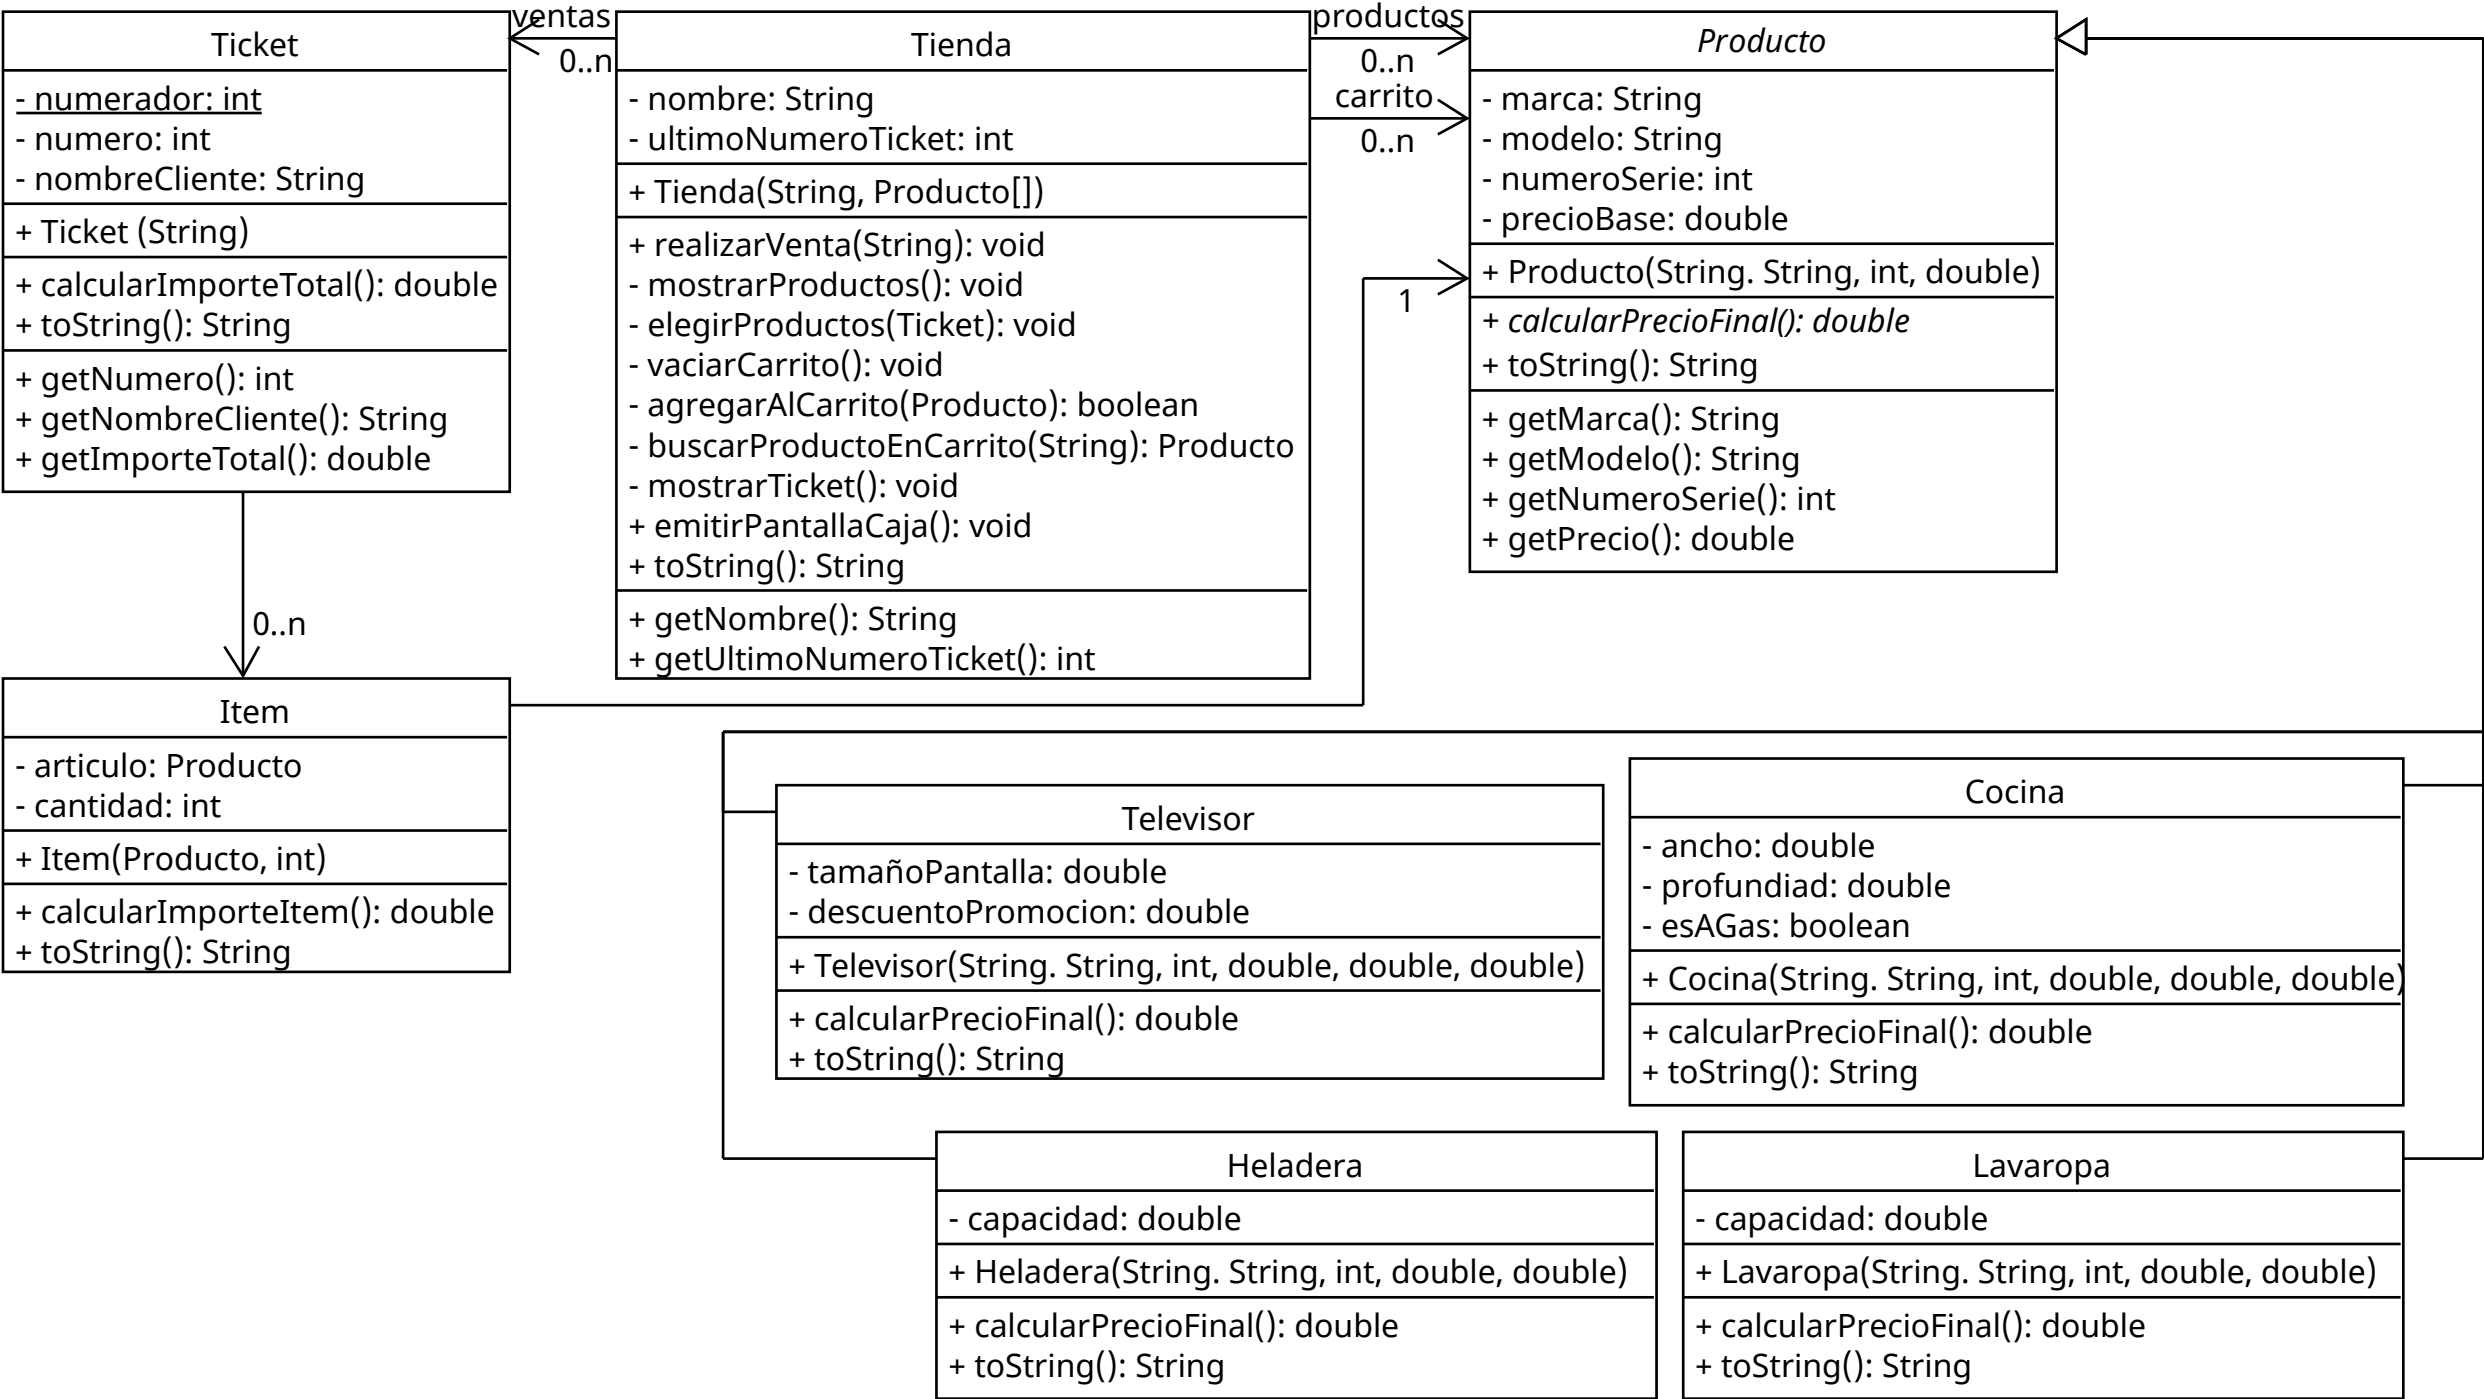 Ticket
- numerador: int
- numero: int
- nombreCliente: String
+ Ticket (String)
+ calcularImporteTotal(): double
+ toString(): String
+ getNumero(): int
+ getNombreCliente(): String
+ getImporteTotal(): double
ventas
0..n
Tienda
- nombre: String
- ultimoNumeroTicket: int
+ Tienda(String, Producto[])
+ realizarVenta(String): void
- mostrarProductos(): void
- elegirProductos(Ticket): void
- vaciarCarrito(): void
- agregarAlCarrito(Producto): boolean
- buscarProductoEnCarrito(String): Producto
- mostrarTicket(): void
+ emitirPantallaCaja(): void
+ toString(): String
+ getNombre(): String
+ getUltimoNumeroTicket(): int
productos
0..n
carrito
0..n
1
Producto
- marca: String
- modelo: String
- numeroSerie: int
- precioBase: double
+ Producto(String. String, int, double)
+ calcularPrecioFinal(): double
+ toString(): String
+ getMarca(): String
+ getModelo(): String
+ getNumeroSerie(): int
+ getPrecio(): double
0..n
Item
- articulo: Producto
- cantidad: int
+ Item(Producto, int)
+ calcularImporteItem(): double
+ toString(): String
Televisor
- tamañoPantalla: double
- descuentoPromocion: double
+ Televisor(String. String, int, double, double, double)
+ calcularPrecioFinal(): double
+ toString(): String
Cocina
- ancho: double
- profundiad: double
- esAGas: boolean
+ Cocina(String. String, int, double, double, double)
+ calcularPrecioFinal(): double
+ toString(): String
Heladera
- capacidad: double
+ Heladera(String. String, int, double, double)
+ calcularPrecioFinal(): double
+ toString(): String
Lavaropa
- capacidad: double
+ Lavaropa(String. String, int, double, double)
+ calcularPrecioFinal(): double
+ toString(): String